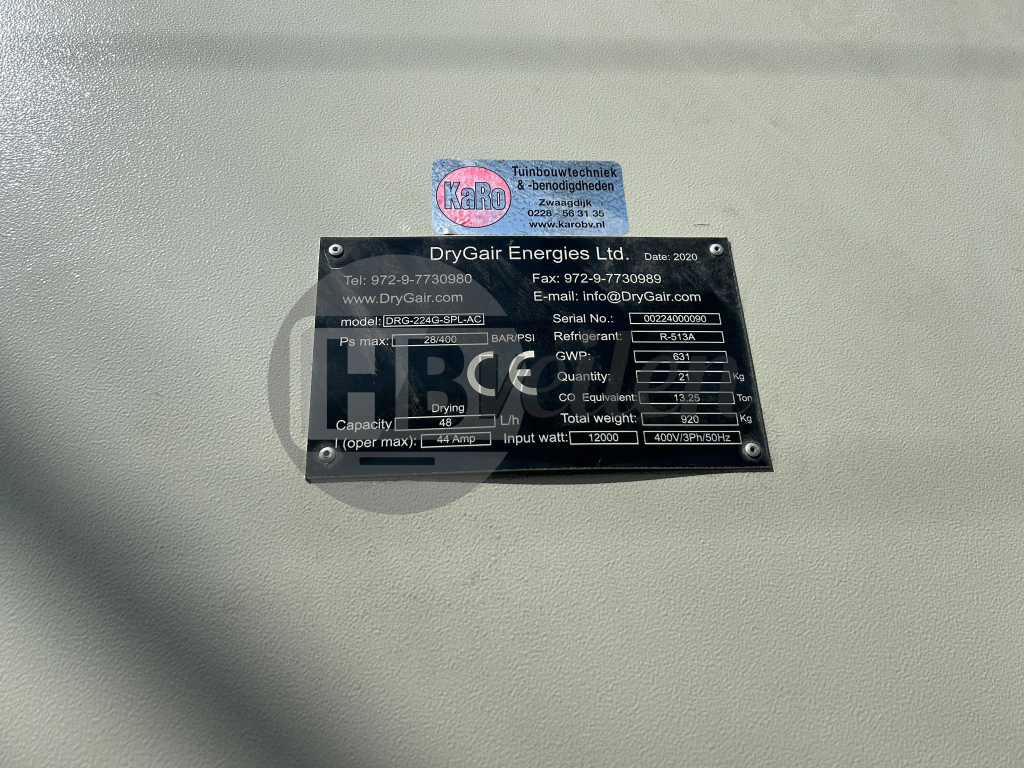 KaRo
Tuinbouwtechniek
& -benodigdheden
Zwaagdijk
0228 - 56 31 35
www.karobv.nl
DryGair Energies Ltd. Date: 2020
Tel: 972-9-7730980 Fax: 972-9-7730989
www.DryGair.com E-mail: info@DryGair.com
model: DRG-224G-SPL-AC Serial No.: 00224000090
Ps max: 28/400 BAR/PSI Refrigerant: R-513A
GWP: 631
CE
Quantity: 21 Kg
CO Equivalent: 13.25 Ton
Drying
Capacity 48 L/h Total weight: 920 Kg
I (oper max): 44 Amp Input watt: 12000 400V/3Ph/50Hz
HBVeilen